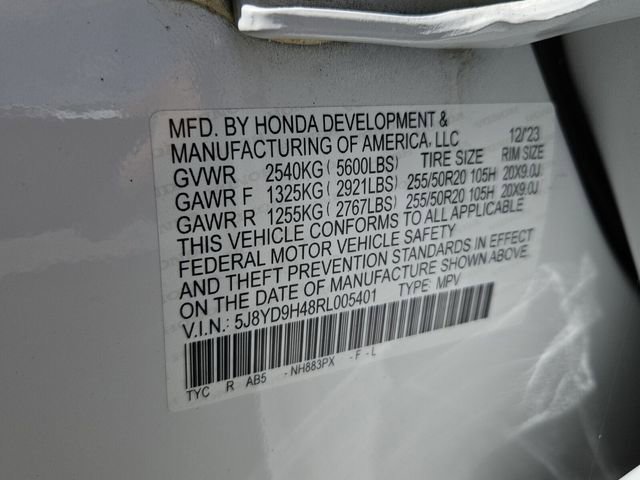 MFD. BY HONDA DEVELOPMENT &
MANUFACTURING OF AMERICA, LLC 12/23
GVWR 2540KG ( 5600LBS) TIRE SIZE RIM SIZE
GAWR F 1325KG ( 2921LBS) 255/50R20 105H 20X9.0J
GAWR R 1255KG ( 2767LBS) 255/50R20 105H 20X9.0J
THIS VEHICLE CONFORMS TO ALL APPLICABLE
FEDERAL MOTOR VEHICLE SAFETY
AND THEFT PREVENTION STANDARDS IN EFFECT
ON THE DATE OF MANUFACTURE SHOWN ABOVE.
V.I.N.: 5J8YD9H48RL005401 TYPE: MPV
TYC R AB5 - NH883PX - F - L